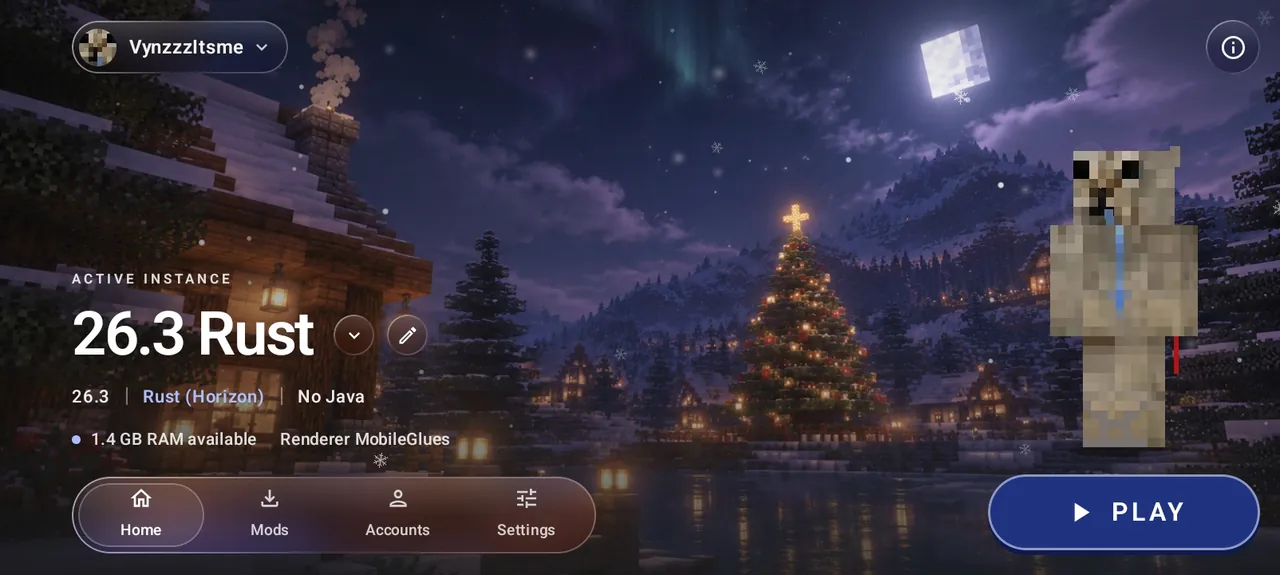 VynzzzItsme
ACTIVE INSTANCE
26.3 Rust
26.3 | Rust (Horizon) | No Java
1.4 GB RAM available Renderer MobileGlues
Home Mods Accounts Settings
PLAY